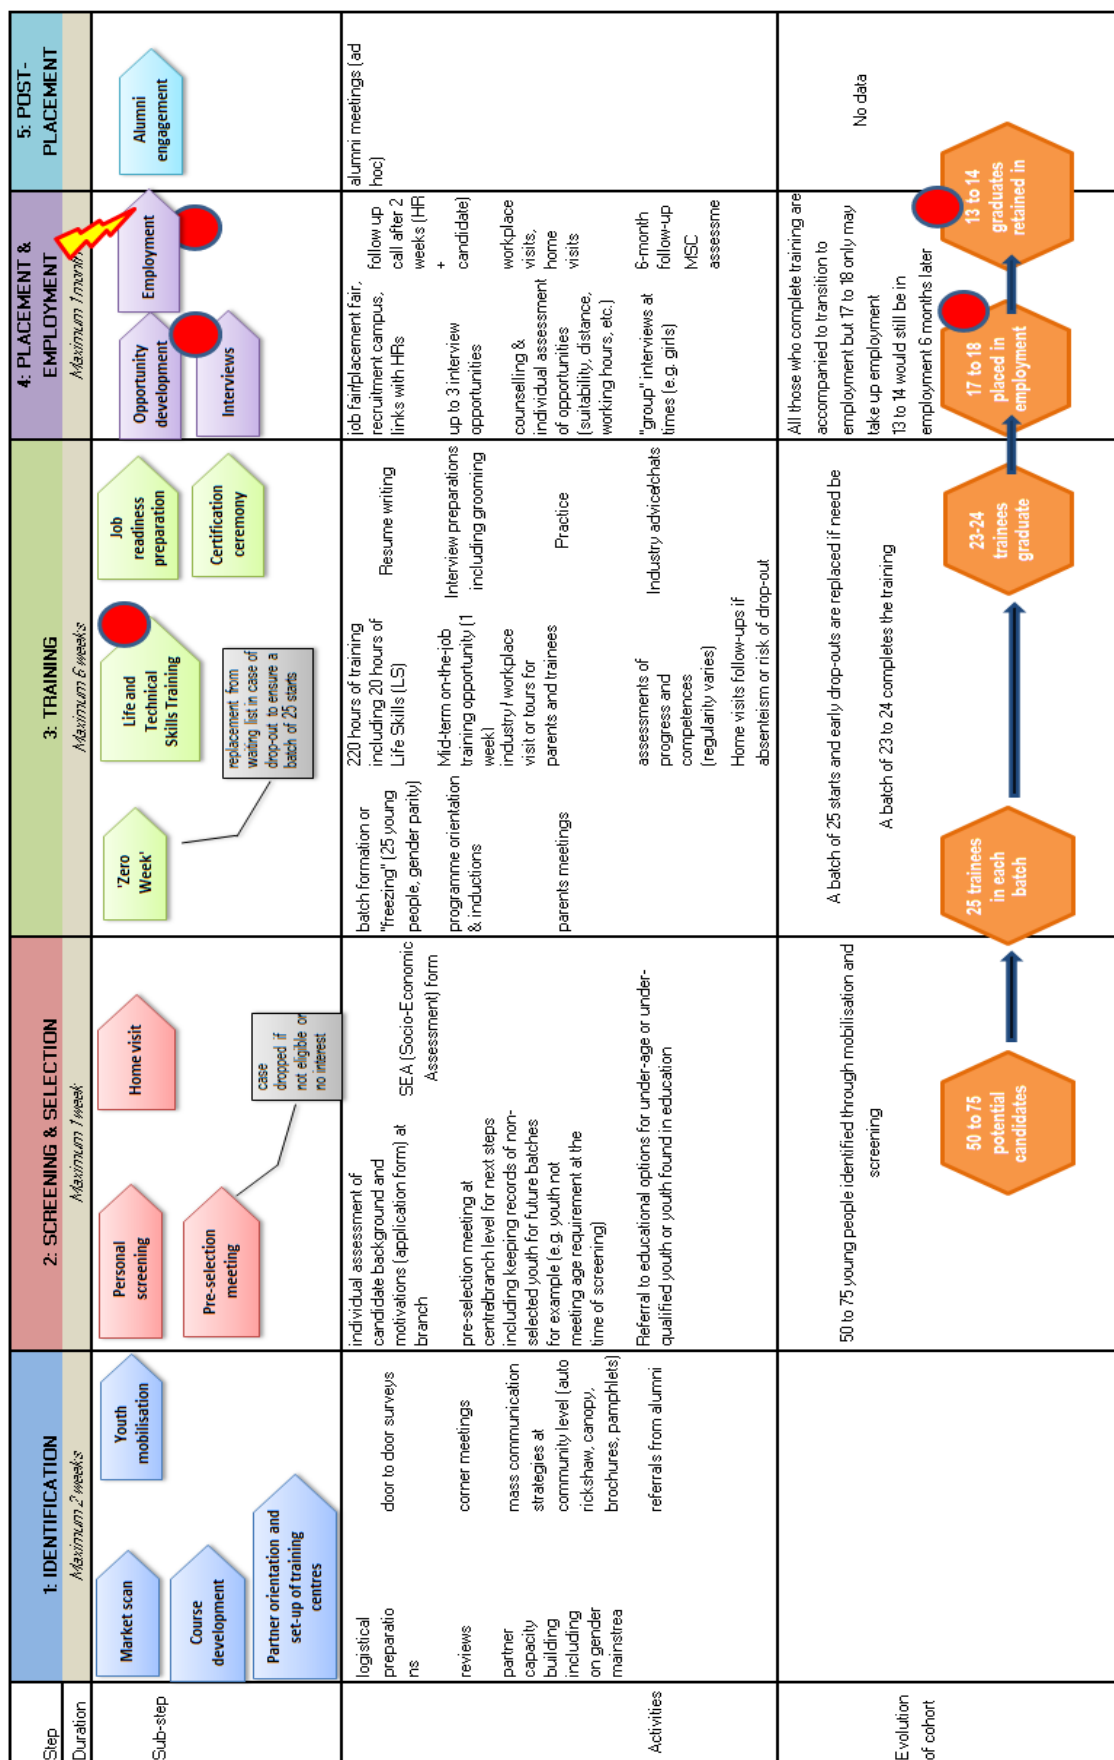 Step
1: IDENTIFICATION
2: SCREENING & SELECTION
3: TRAINING
4: PLACEMENT &
EMPLOYMENT
5: POST-
PLACEMENT
Duration
Maximum 2 weeks
Maximum 1 week
Maximum 6 weeks
Maximum 1 month
Sub-step
Market scan
Youth
mobilisation
Course
development
Partner orientation and
set-up of training
centres
Personal
screening
Home visit
Pre-selection
meeting
case
dropped if
not eligible or
no interest
'Zero
Week'
Life and
Technical
Skills Training
Job
readiness
preparation
Certification
ceremony
replacement from
waiting list in case of
drop-out to ensure a
batch of 25 starts
Opportunity
development
Employment
Interviews
Alumni
engagement
Activities
logistical
preparatio
ns
reviews
partner
capacity
building
including
on gender
mainstrea
door to door surveys
corner meetings
mass communication
strategies at
community level (auto
rickshaw, canopy,
brochures, pamphlets)
referrals from alumni
individual assessment of
candidate background and
motivations (application form) at
branch
pre-selection meeting at
centre/branch level for next steps
including keeping records of non-
selected youth for future batches
for example (e.g. youth not
meeting age requirement at the
time of screening)
Referral to educational options for under-age or under-
qualified youth or youth found in education
SEA (Socio-Economic
Assessment) form
batch formation or
"freezing" (25 young
people, gender parity)
programme orientation
& inductions
parents meetings
220 hours of training
including 20 hours of
Life Skills (LS)
Mid-term on-the-job
training opportunity (1
week)
industry / workplace
visit or tours for
parents and trainees
assessments of
progress and
competences
(regularity varies)
Home visits follow-ups if
absenteism or risk of drop-out
Resume writing
Interview preparations
including grooming
Practice
Industry advice/chats
job fair/placement fair,
recruitment campus,
links with HRs
up to 3 interview
opportunities
counselling &
individual assessment
of opportunities
(suitability, distance,
working hours, etc.)
"group" interviews at
times (e.g. girls)
follow up
call after 2
weeks (HR
+
candidate)
workplace
visits,
home
visits
6-month
follow-up
MSC
assessme
alumni meetings (ad
hoc)
Evolution
of cohort
50 to 75 young people identified through mobilisation and
screening
A batch of 25 starts and early drop-outs are replaced if need be
A batch of 23 to 24 completes the training
All those who complete training are
accompanied to transition to
employment but 17 to 18 only may
take up employment
13 to 14 would still be in
employment 6 months later
No data
50 to 75
potential
candidates
25 trainees
in each
batch
23-24
trainees
graduate
17 to 18
placed in
employment
13 to 14
graduates
retained in